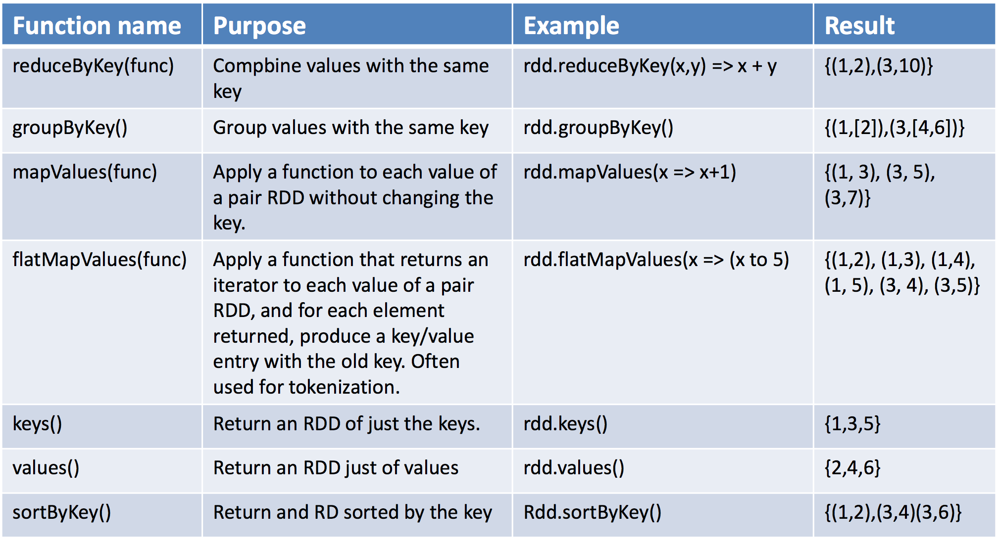 Function name Purpose Example Result
reduceByKey(func) Compbine values with the same rdd.reduceByKey(x,y) => x + y {(1,2),(3,10)}
key
groupByKey() Group values with the same key rdd.groupByKey() {(1,[2]),(3,[4,6])}
mapValues(func) Apply a function to each value of rdd.mapValues(x => x+1) {(1, 3), (3, 5),
a pair RDD without changing the (3,7)}
key.
flatMapValues(func) Apply a function that returns an rdd.flatMapValues(x => (x to 5) {(1,2), (1,3), (1,4),
iterator to each value of a pair (1, 5), (3, 4), (3,5)}
RDD, and for each element
returned, produce a key/value
entry with the old key. Often
used for tokenization.
keys() Return an RDD of just the keys. rdd.keys() {1,3,5}
values() Return an RDD just of values rdd.values() {2,4,6}
sortByKey() Return and RD sorted by the key Rdd.sortByKey() {(1,2),(3,4)(3,6)}